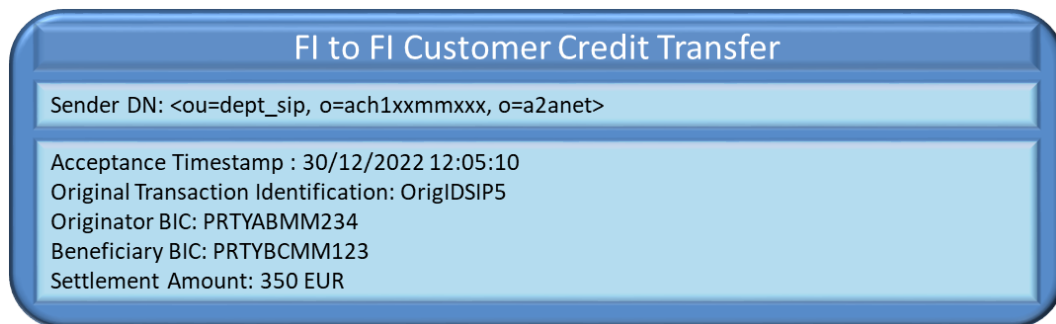 FI to FI Customer Credit Transfer
Sender DN: <ou=dept_sip, o=ach1xxmmxxx, o=a2anet>
Acceptance Timestamp : 30/12/2022 12:05:10
Original Transaction Identification: OrigIDSIP5
Originator BIC: PRTYABMM234
Beneficiary BIC: PRTYBCMM123
Settlement Amount: 350 EUR